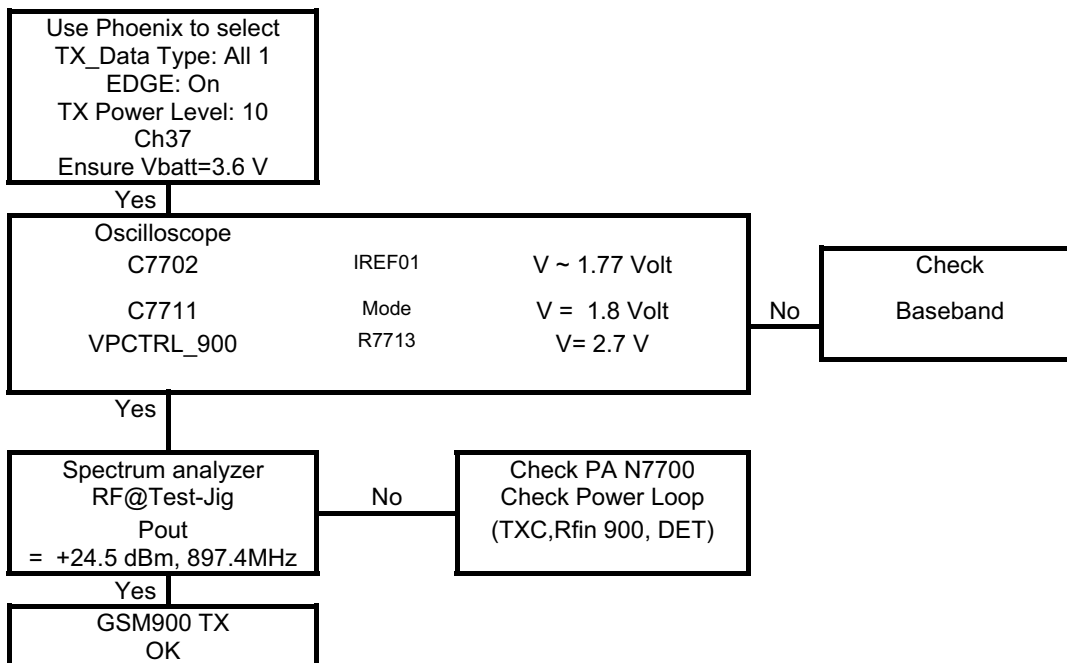 Use Phoenix to select
TX_Data Type: All 1
EDGE: On
TX Power Level: 10
Ch37
Ensure Vbatt=3.6 V
Yes
Oscilloscope
C7702 IREF01 V ~ 1.77 Volt
C7711 Mode V = 1.8 Volt
VPCTRL_900 R7713 V= 2.7 V
No
Check
Baseband
Yes
Spectrum analyzer
RF@Test-Jig
Pout
= +24.5 dBm, 897.4MHz
No
Check PA N7700
Check Power Loop
(TXC,Rfin 900, DET)
Yes
GSM900 TX
OK